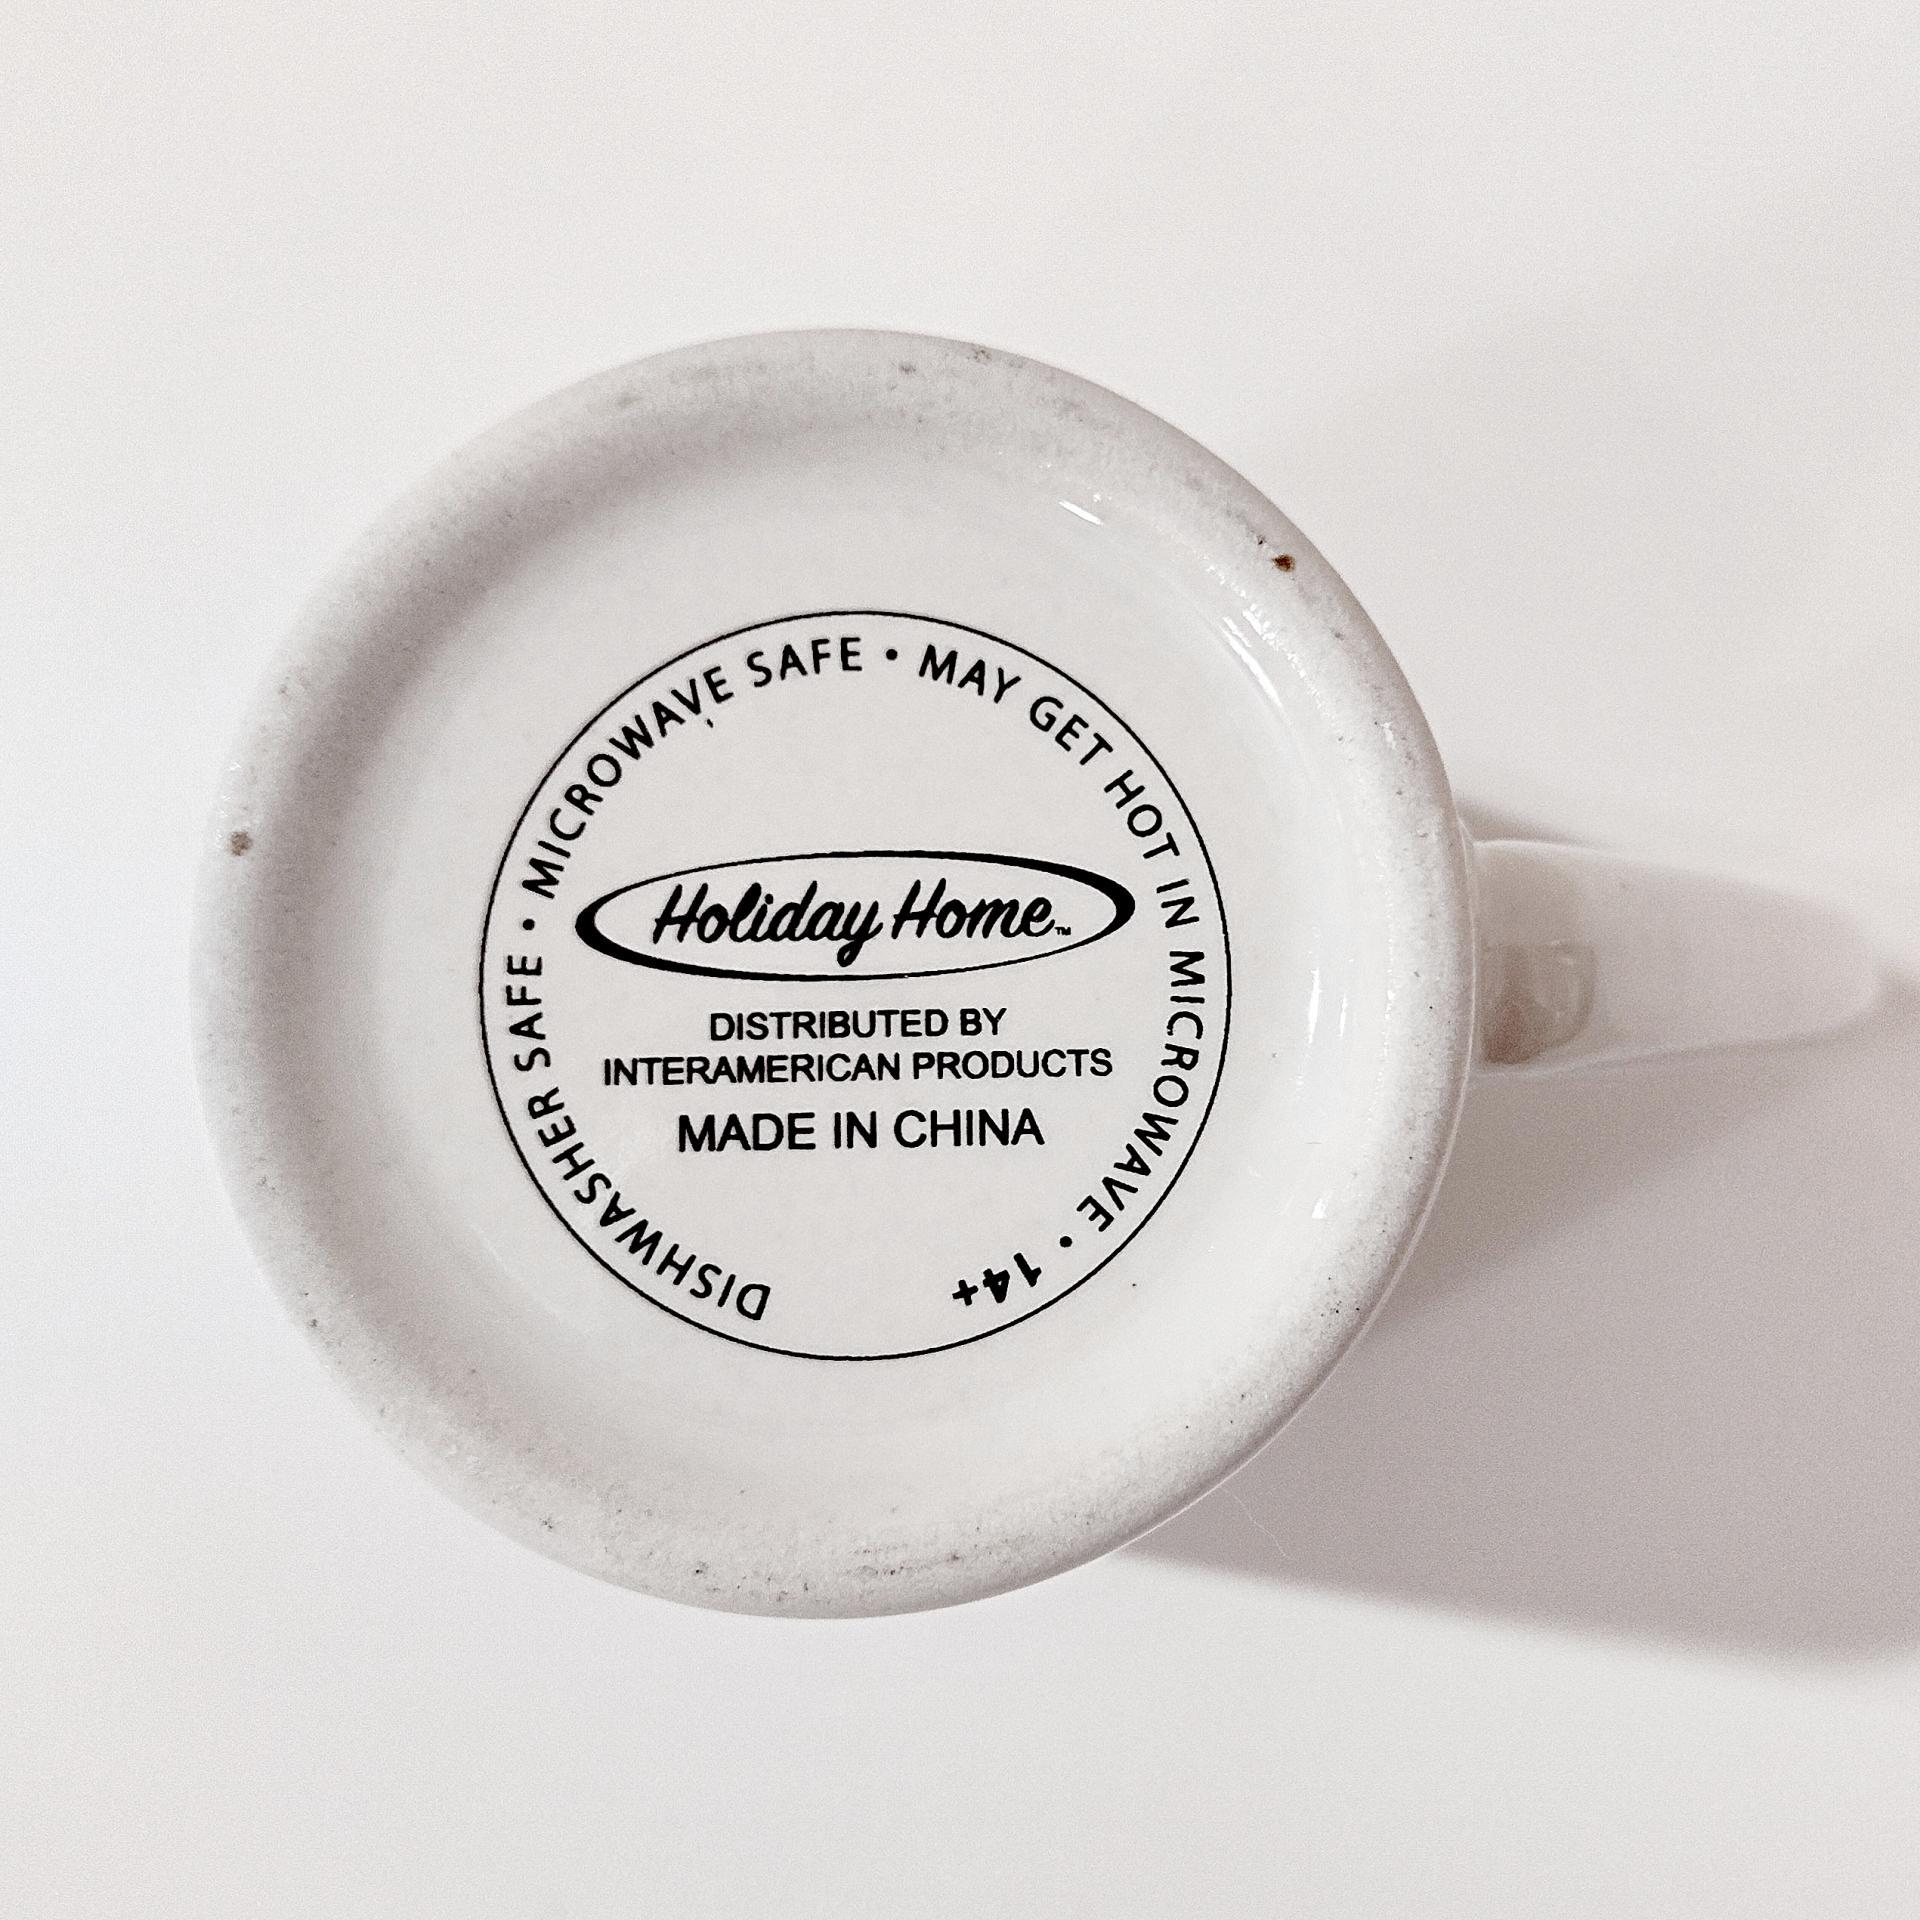 DISHWASHER SAFE • MICROWAVE SAFE • MAY GET HOT IN MICROWAVE • 14+
Holiday Home™
DISTRIBUTED BY
INTERAMERICAN PRODUCTS
MADE IN CHINA